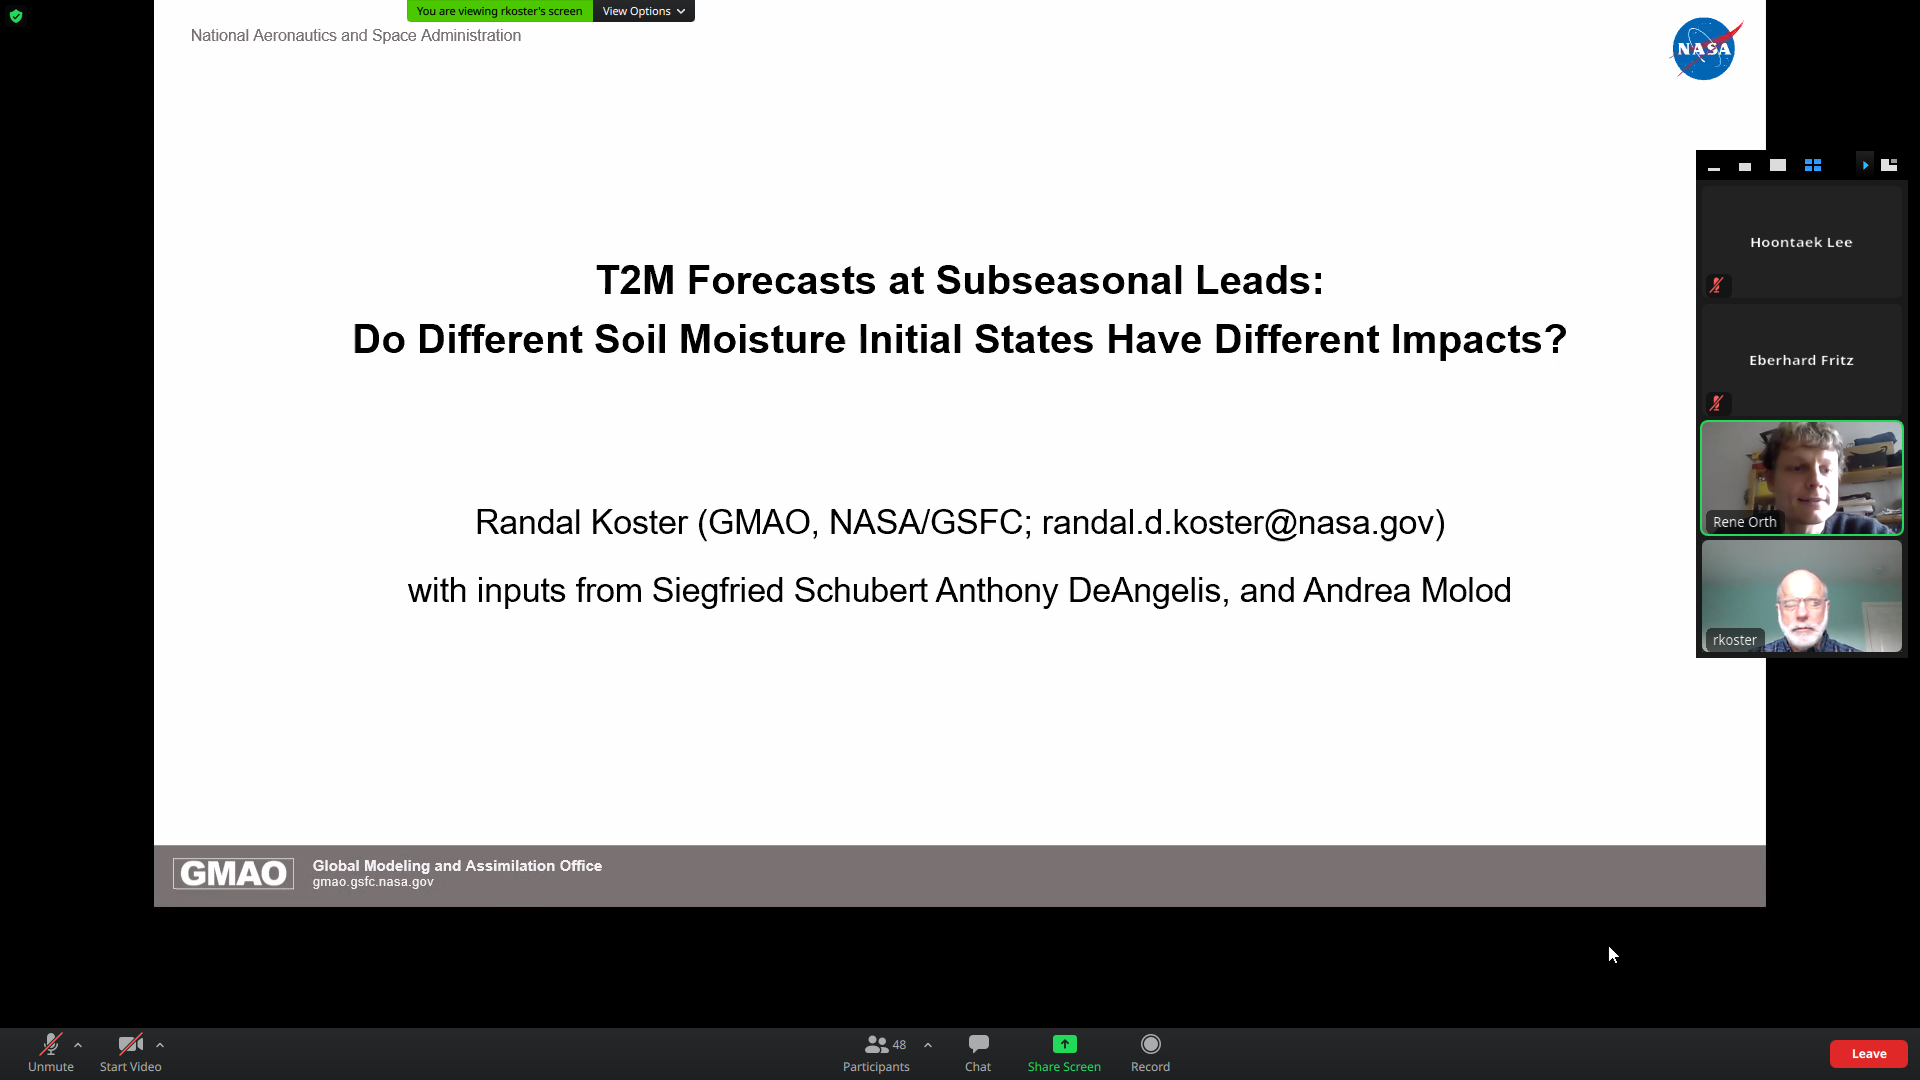 You are viewing rkoster's screen
View Options
National Aeronautics and Space Administration
NASA
T2M Forecasts at Subseasonal Leads:
Do Different Soil Moisture Initial States Have Different Impacts?
Randal Koster (GMAO, NASA/GSFC; randal.d.koster@nasa.gov)
with inputs from Siegfried Schubert Anthony DeAngelis, and Andrea Molod
Hoontaek Lee
Eberhard Fritz
Rene Orth
rkoster
GMAO
Global Modeling and Assimilation Office
gmao.gsfc.nasa.gov
Unmute
Start Video
48
Participants
Chat
Share Screen
Record
Leave